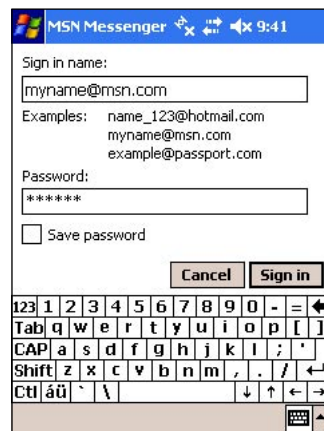 MSN Messenger 9:41
Sign in name:
myname@msn.com
Examples: name_123@hotmail.com
myname@msn.com
example@passport.com
Password:
******
Save password
Cancel Sign in
123 1 2 3 4 5 6 7 8 9 0 - = 
Tab q w e r t y u i o p [ ]
CAP a s d f g h j k l ; '
Shift z x c v b n m , . / ↵
Ctl áü ` \ ↓ ↑ ← →